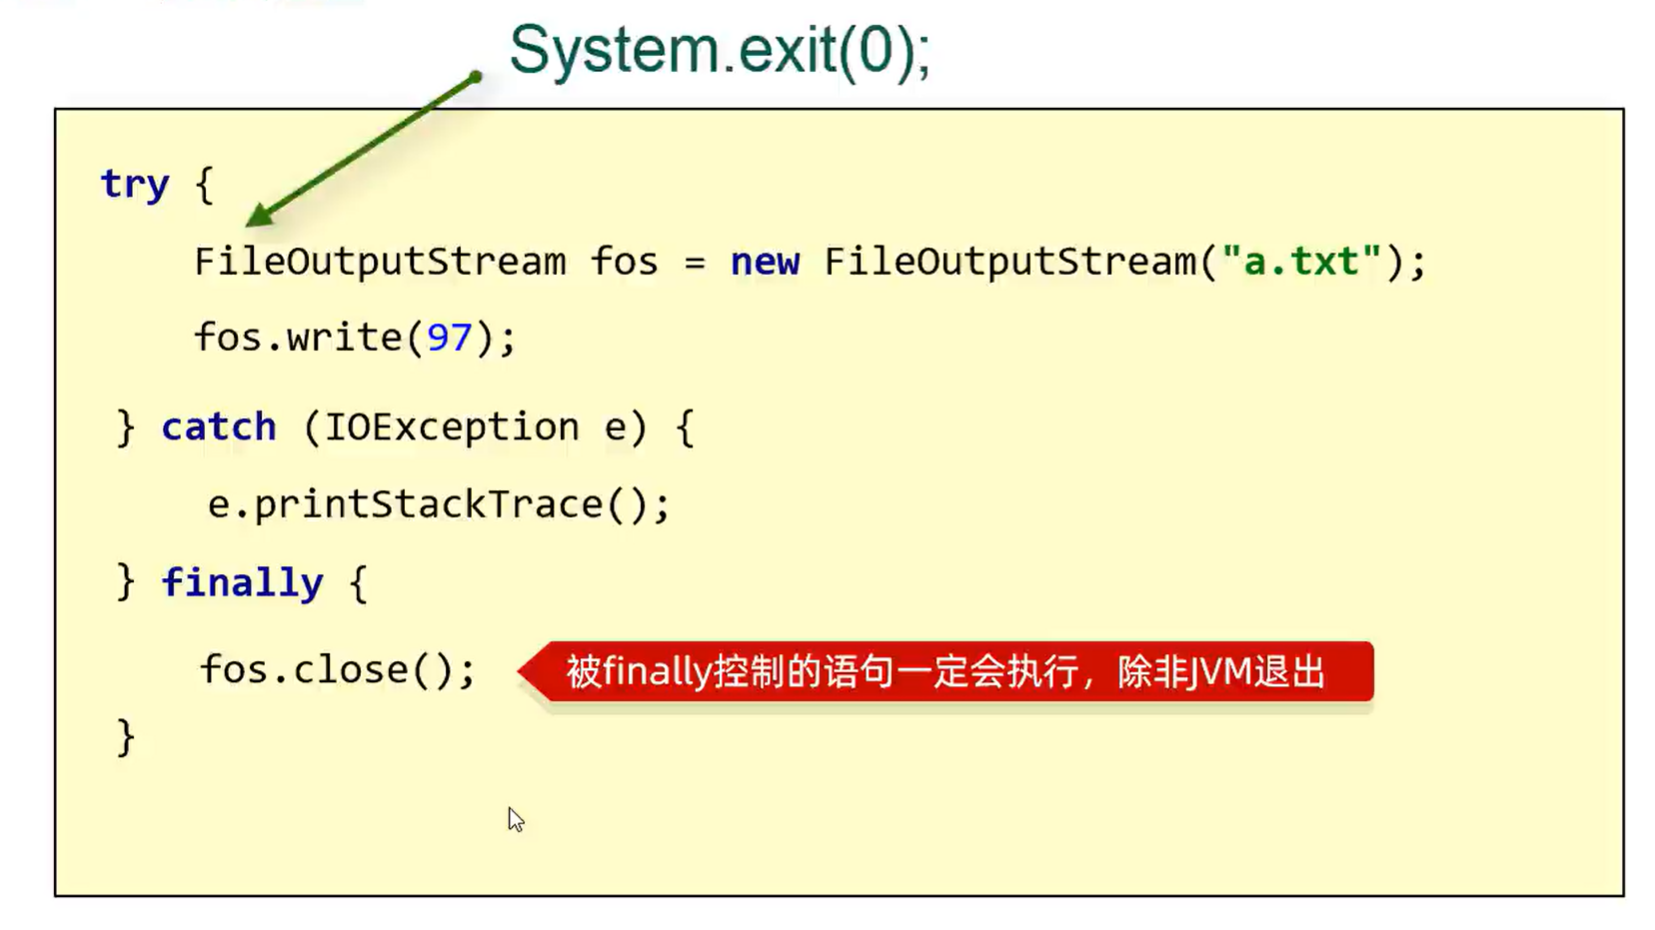 System.exit(0);
try {
FileOutputStream fos = new FileOutputStream("a.txt");
fos.write(97);
} catch (IOException e) {
e.printStackTrace();
} finally {
fos.close(); 被finally控制的语句一定会执行，除非JVM退出
}